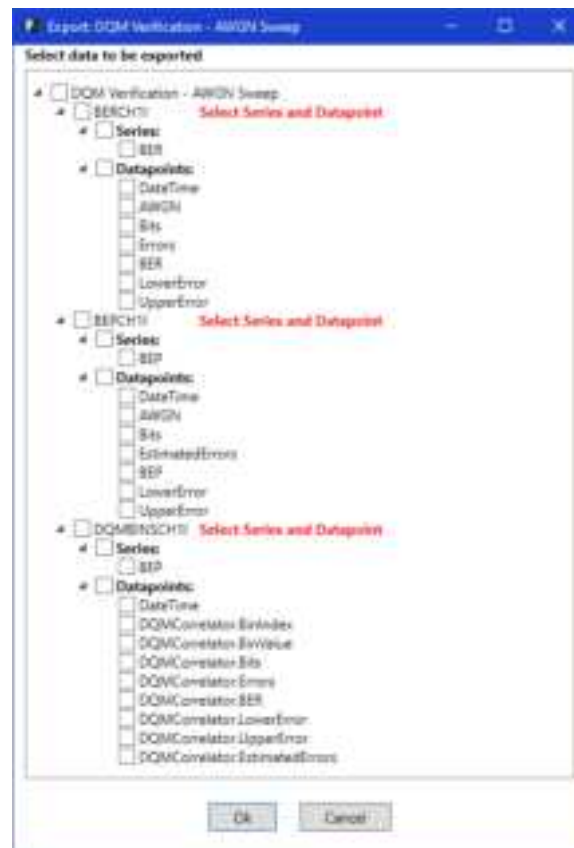 Export: DQM Verification - AWGN Sweep
Select data to be exported
DQM Verification - AWGN Sweep
BERCH1I Select Series and Datapoint
Series:
BER
Datapoints:
DateTime
AWGN
Bits
Errors
BER
LowerError
UpperError
BEPCH1I Select Series and Datapoint
Series:
BEP
Datapoints:
DateTime
AWGN
Bits
EstimatedErrors
BEP
LowerError
UpperError
DQMBINSCH1I Select Series and Datapoint
Series:
BEP
Datapoints:
DateTime
DQMCorrelator.BinIndex
DQMCorrelator.BinValue
DQMCorrelator.Bits
DQMCorrelator.Errors
DQMCorrelator.BER
DQMCorrelator.LowerError
DQMCorrelator.UpperError
DQMCorrelator.EstimatedErrors
Ok Cancel